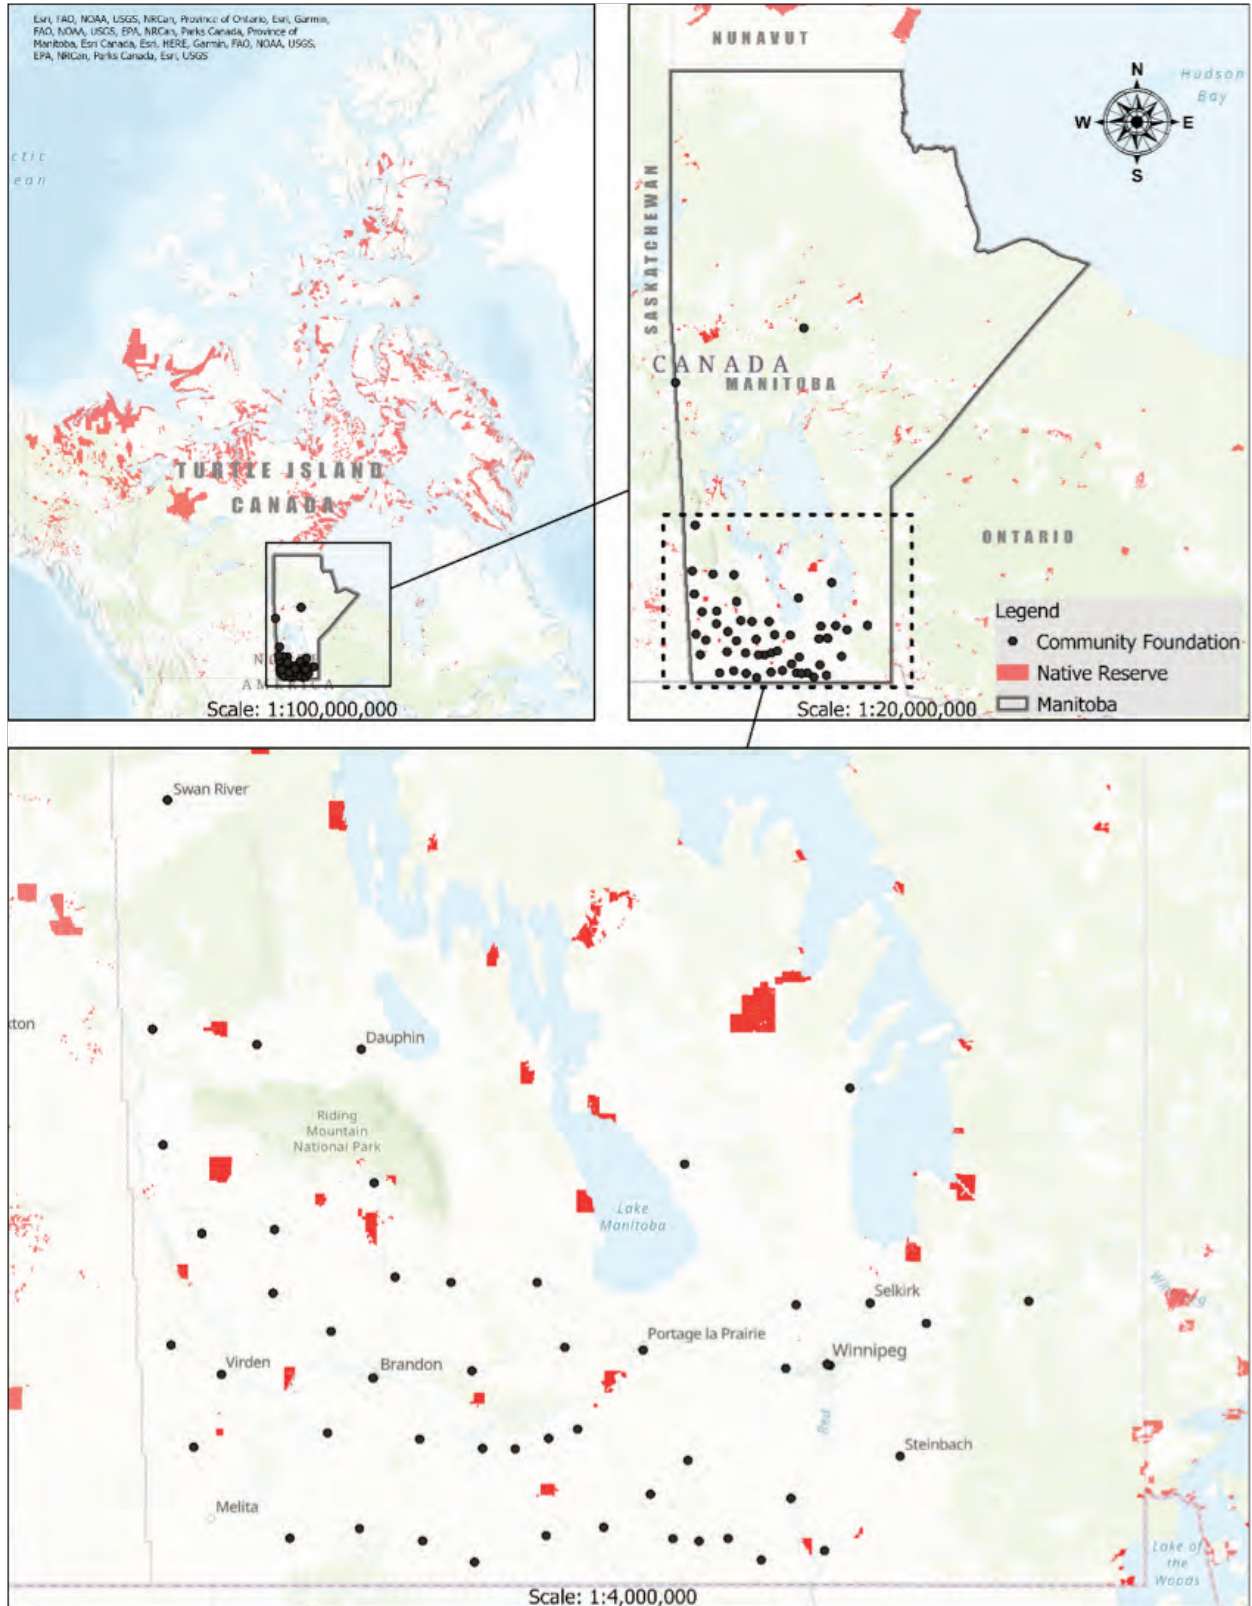 Esri, FAO, NOAA, USGS, NRCan, Province of Ontario, Esri, Garmin,
FAO, NOAA, USGS, EPA, NRCan, Parks Canada, Province of
Manitoba, Esri Canada, Esri, HERE, Garmin, FAO, NOAA, USGS,
EPA, NRCan, Parks Canada, Esri, USGS
ctic
ean
TURTLE ISLAND
CANADA
AMERICA
Scale: 1:100,000,000
NUNAVUT
Hudson
Bay
N
W
E
S
SASKATCHEWAN
CANADA
MANITOBA
ONTARIO
Legend
Community Foundation
Native Reserve
Manitoba
Scale: 1:20,000,000
Swan River
xton
Dauphin
Riding
Mountain
National Park
Lake
Manitoba
Selkirk
Winnipeg
Portage la Prairie
Winnipeg
Virden
Brandon
Red
Steinbach
Melita
Lake of
the
Woods
Scale: 1:4,000,000